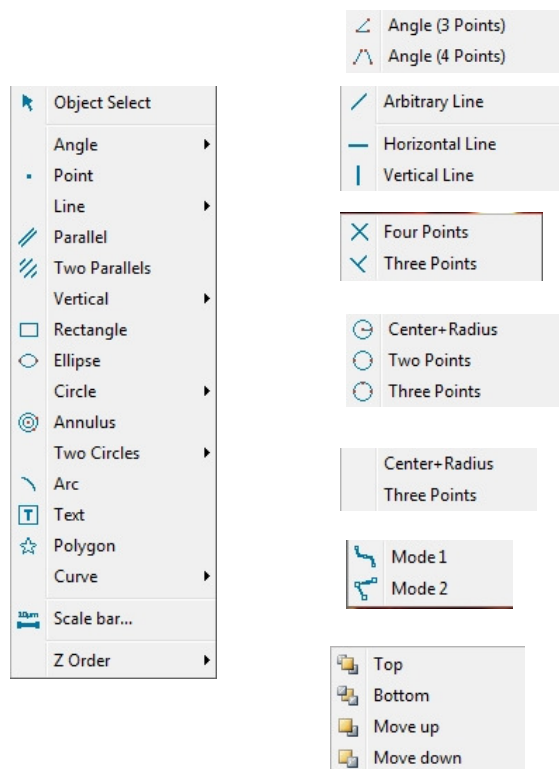 Object Select
Angle
Point
Line
Parallel
Two Parallels
Vertical
Rectangle
Ellipse
Circle
Annulus
Two Circles
Arc
T Text
Polygon
Curve
10μm Scale bar...
Z Order
Angle (3 Points)
Angle (4 Points)
Arbitrary Line
Horizontal Line
Vertical Line
Four Points
Three Points
Center+Radius
Two Points
Three Points
Center+Radius
Three Points
Mode 1
Mode 2
Top
Bottom
Move up
Move down